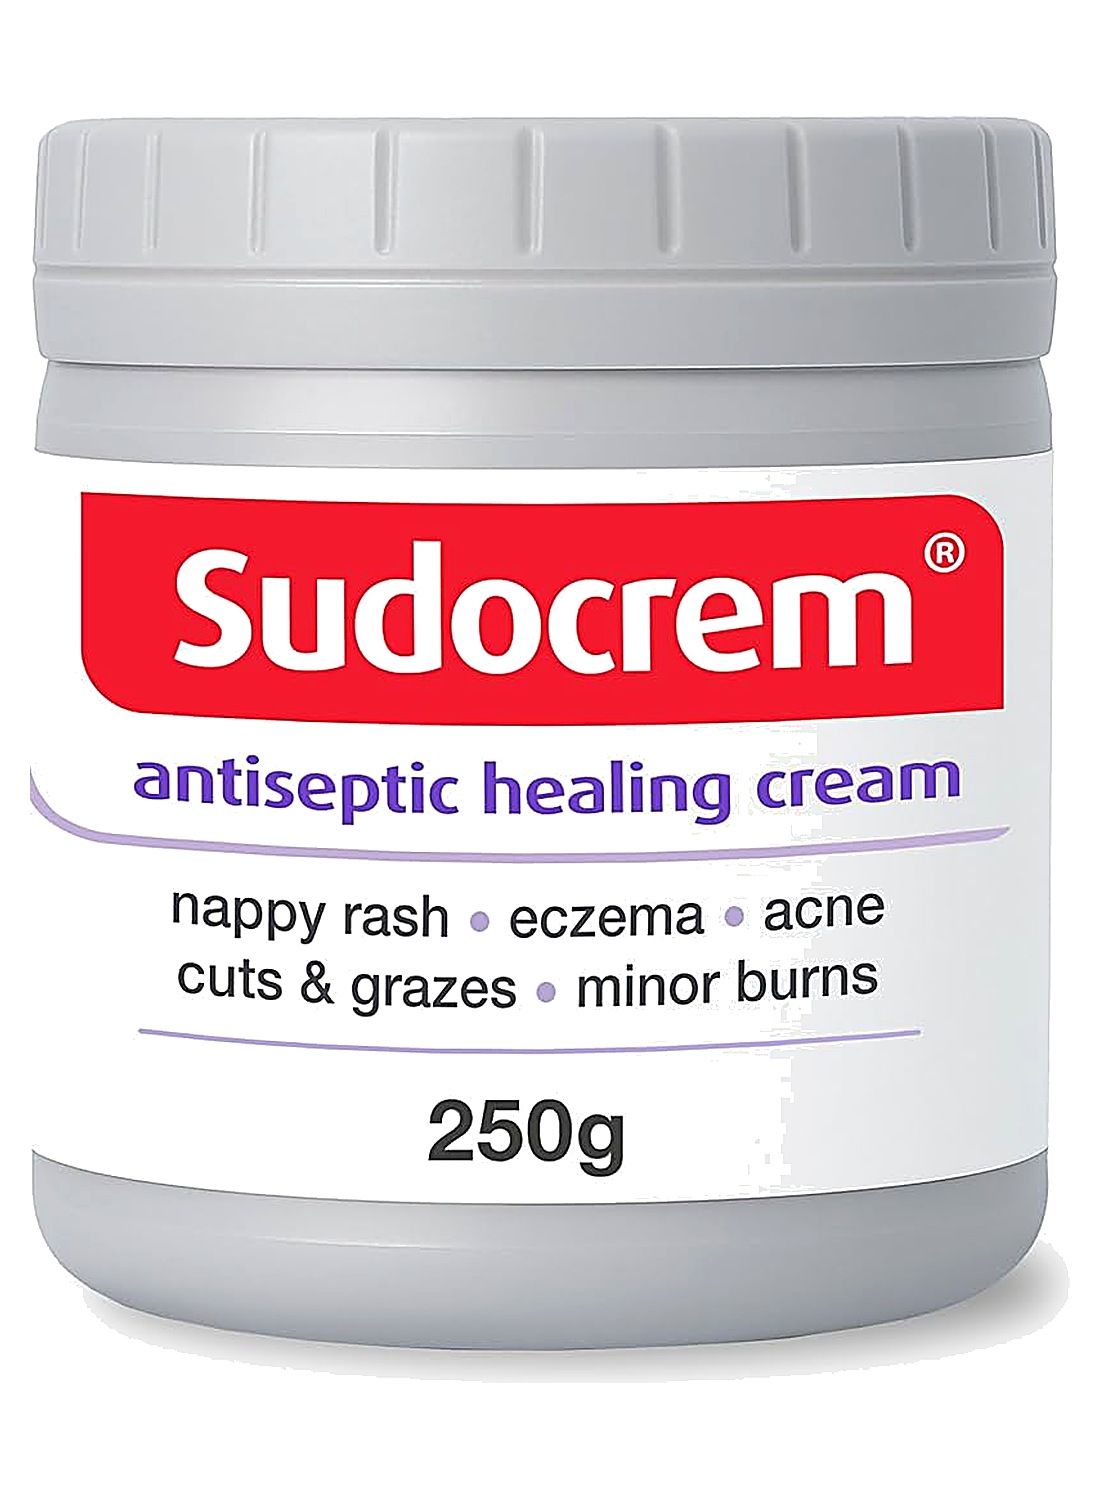 Sudocrem®
antiseptic healing cream
nappy rash • eczema • acne
cuts & grazes • minor burns
250g